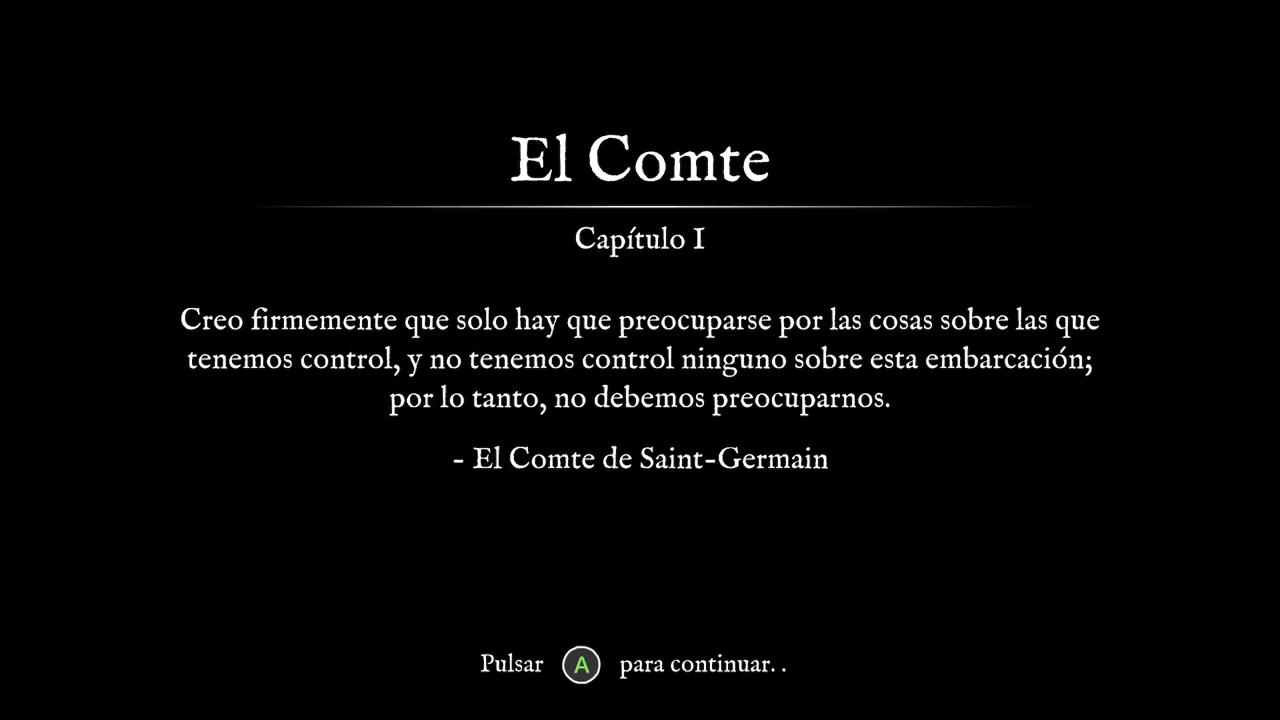 El Comte
Capítulo I
Creo firmemente que solo hay que preocuparse por las cosas sobre las que
tenemos control, y no tenemos control ninguno sobre esta embarcación;
por lo tanto, no debemos preocuparnos.
- El Comte de Saint-Germain
Pulsar A para continuar. .